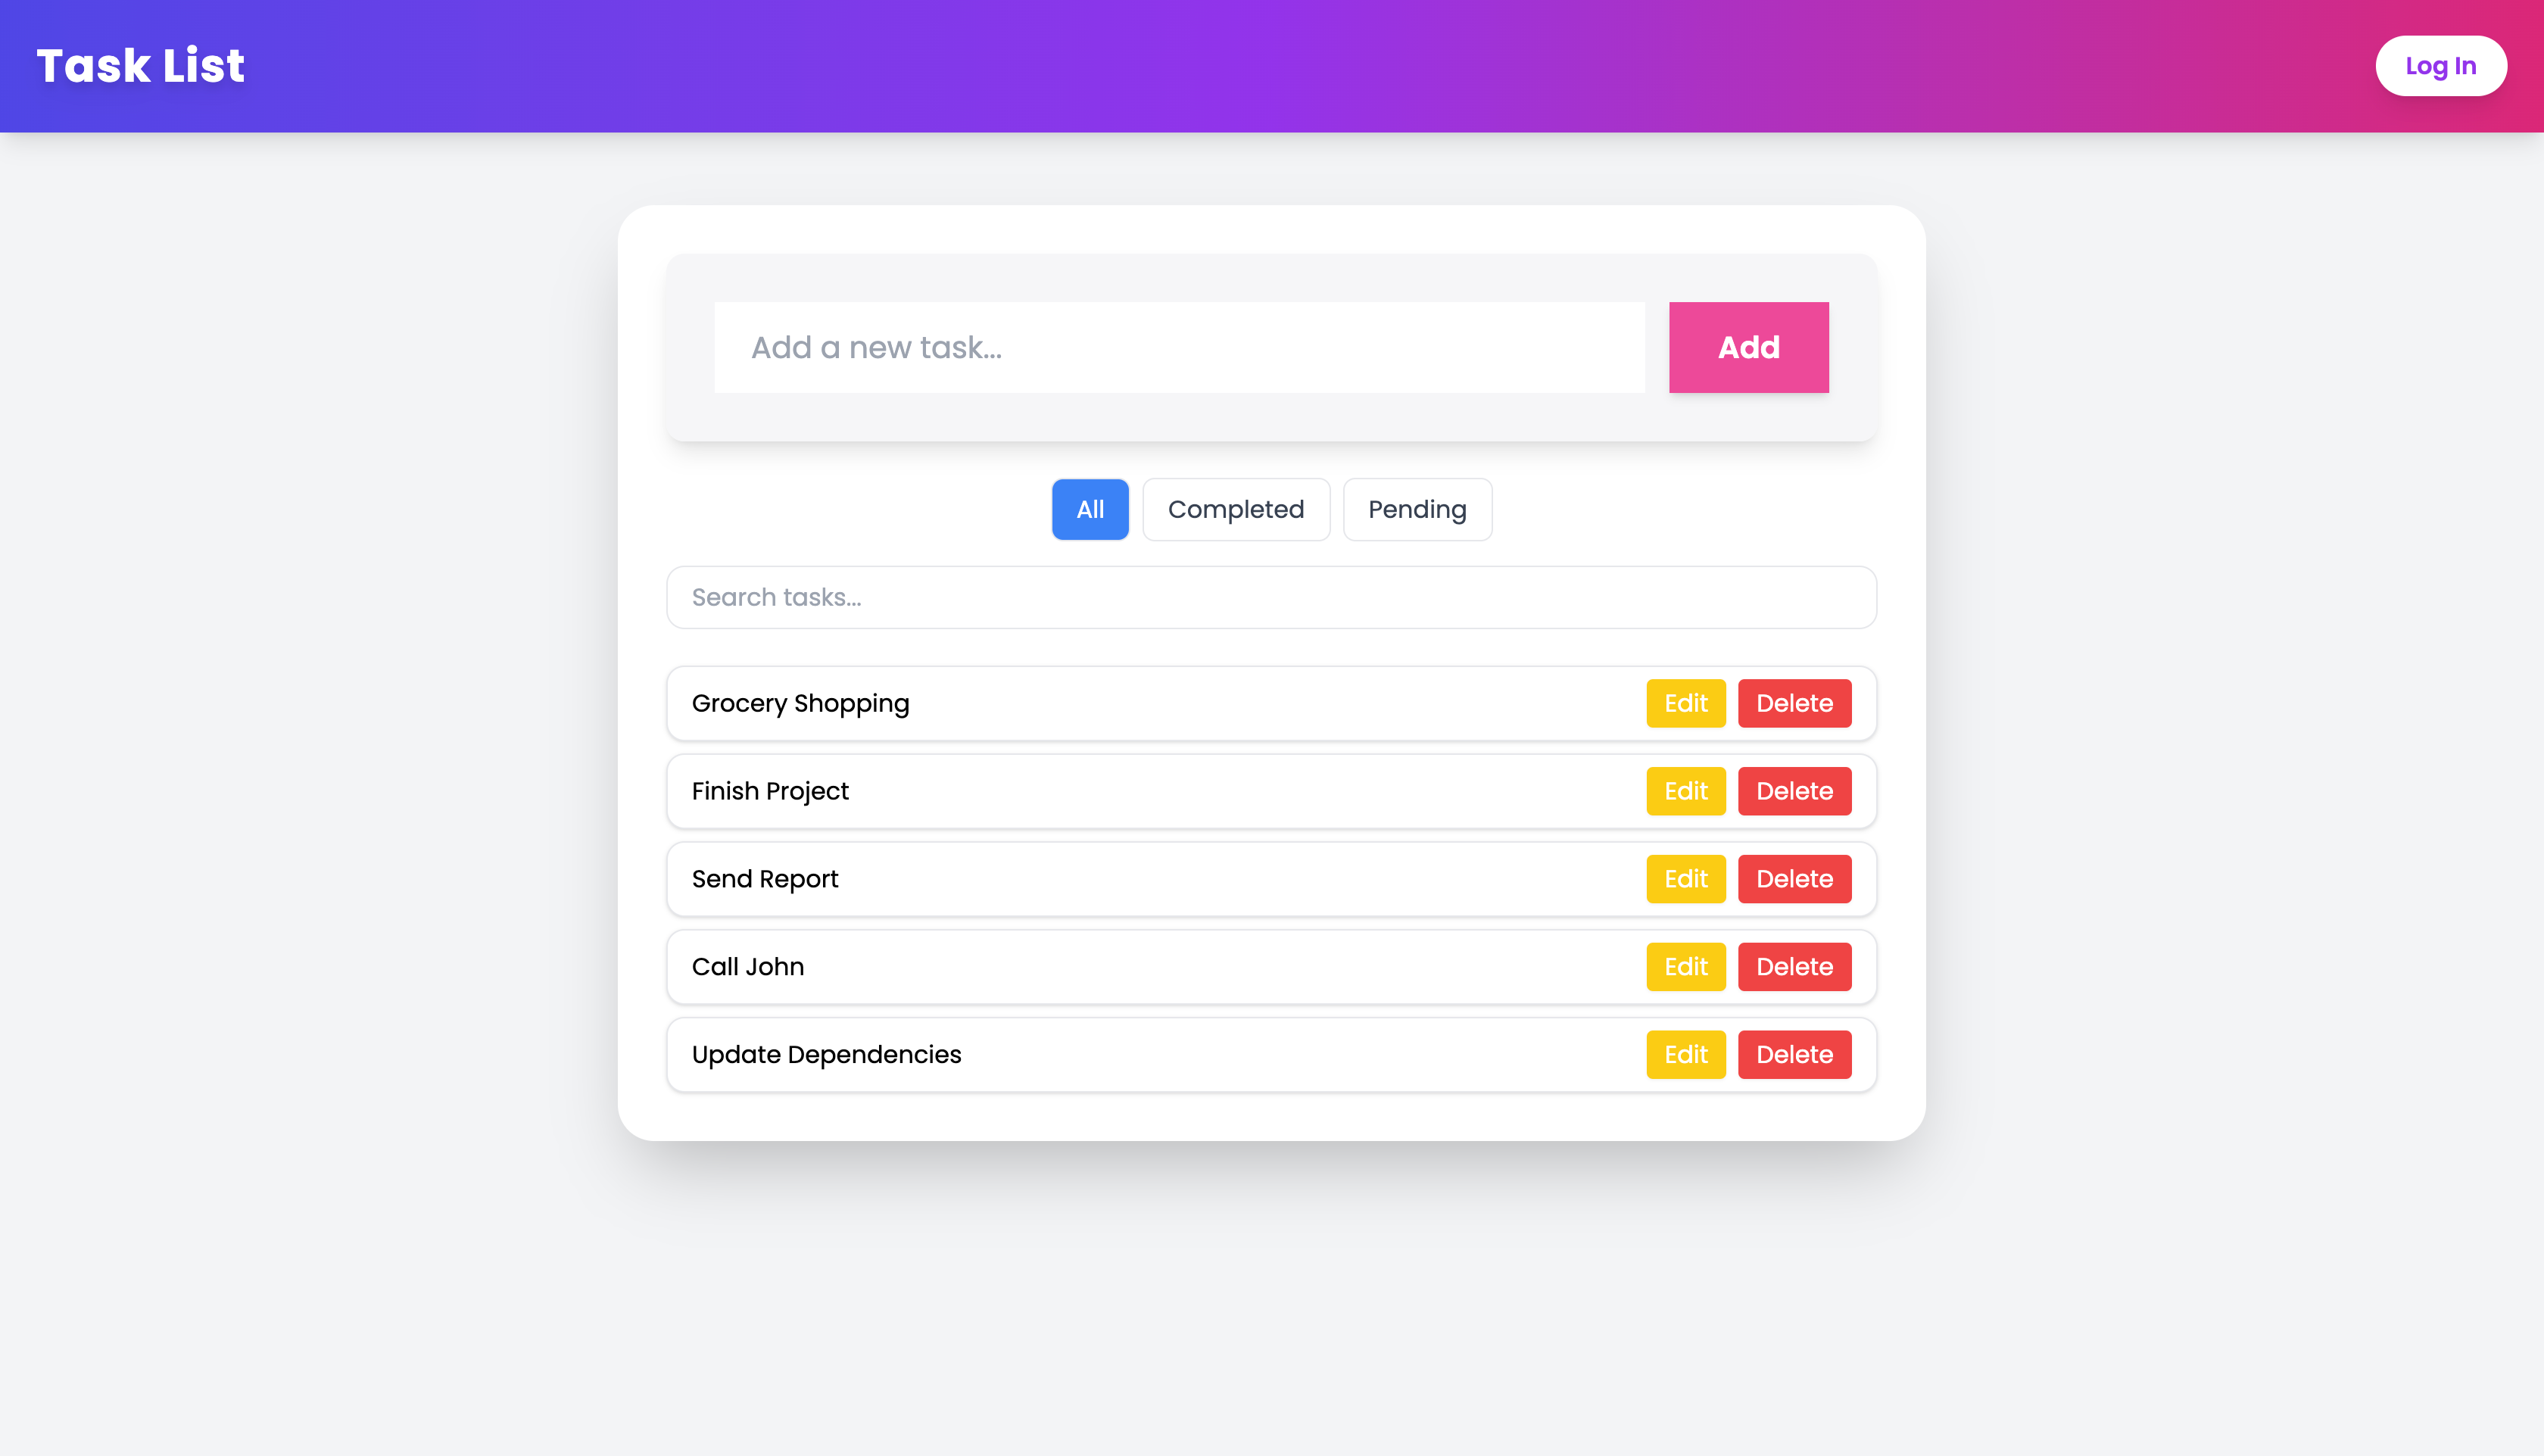 Task List Log In
Add a new task... Add
All Completed Pending
Search tasks...
Grocery Shopping Edit Delete
Finish Project Edit Delete
Send Report Edit Delete
Call John Edit Delete
Update Dependencies Edit Delete